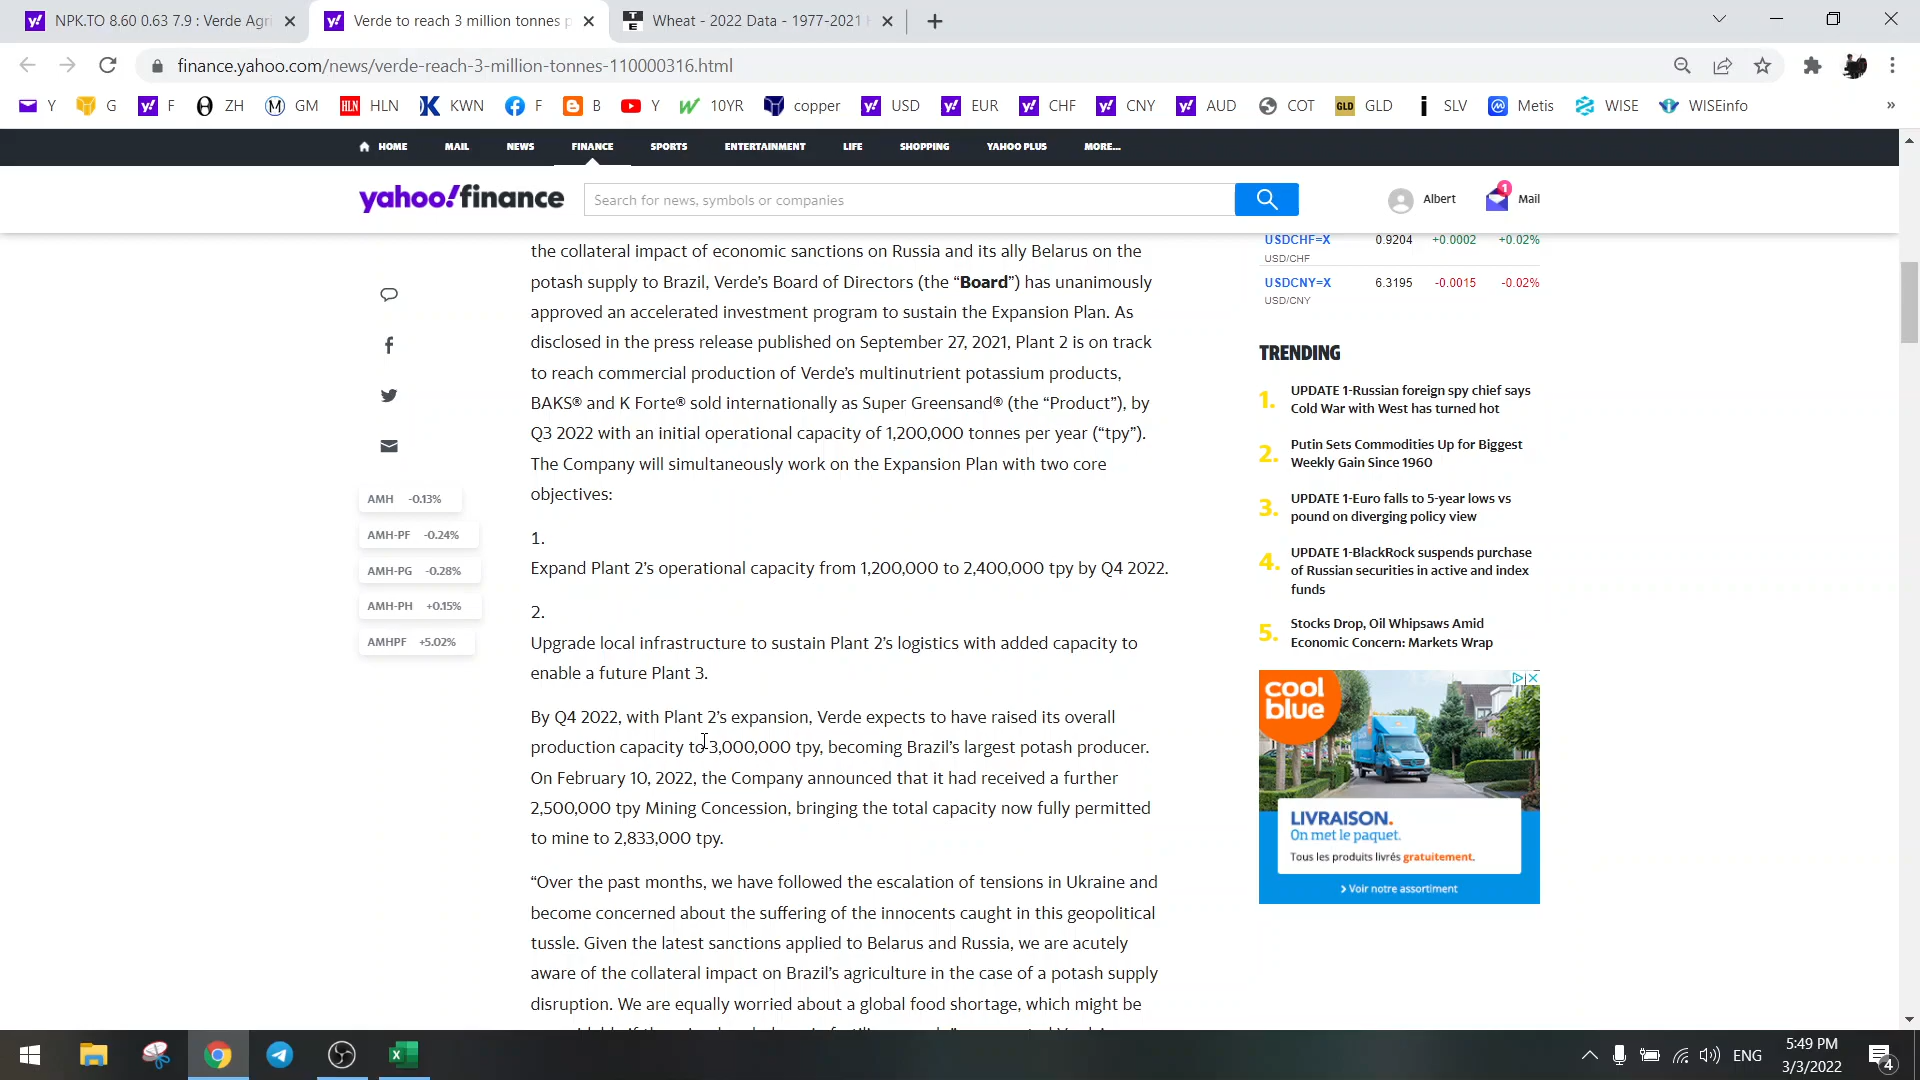 NPK.TO 8.60 0.63 7.9 : Verde Agri
Verde to reach 3 million tonnes p
Wheat - 2022 Data - 1977-2021 H
finance.yahoo.com/news/verde-reach-3-million-tonnes-110000316.html
Y G F ZH GM HLN KWN F B Y 10YR copper USD EUR CHF CNY AUD COT GLD SLV Metis WISE WISEinfo »
HOME MAIL NEWS FINANCE SPORTS ENTERTAINMENT LIFE SHOPPING YAHOO PLUS MORE...
yahoo!finance
Search for news, symbols or companies
Albert
1
Mail
the collateral impact of economic sanctions on Russia and its ally Belarus on the
potash supply to Brazil, Verde’s Board of Directors (the “Board”) has unanimously
approved an accelerated investment program to sustain the Expansion Plan. As
disclosed in the press release published on September 27, 2021, Plant 2 is on track
to reach commercial production of Verde’s multinutrient potassium products,
BAKS® and K Forte® sold internationally as Super Greensand® (the “Product”), by
Q3 2022 with an initial operational capacity of 1,200,000 tonnes per year (“tpy”).
The Company will simultaneously work on the Expansion Plan with two core
objectives:
1.
Expand Plant 2’s operational capacity from 1,200,000 to 2,400,000 tpy by Q4 2022.
2.
Upgrade local infrastructure to sustain Plant 2’s logistics with added capacity to
enable a future Plant 3.
By Q4 2022, with Plant 2’s expansion, Verde expects to have raised its overall
production capacity to 3,000,000 tpy, becoming Brazil’s largest potash producer.
On February 10, 2022, the Company announced that it had received a further
2,500,000 tpy Mining Concession, bringing the total capacity now fully permitted
to mine to 2,833,000 tpy.
“Over the past months, we have followed the escalation of tensions in Ukraine and
become concerned about the suffering of the innocents caught in this geopolitical
tussle. Given the latest sanctions applied to Belarus and Russia, we are acutely
aware of the collateral impact on Brazil’s agriculture in the case of a potash supply
disruption. We are equally worried about a global food shortage, which might be
AMH -0.13%
AMH-PF -0.24%
AMH-PG -0.28%
AMH-PH +0.15%
AMHPF +5.02%
USDCHF=X 0.9204 +0.0002 +0.02%
USD/CHF
USDCNY=X 6.3195 -0.0015 -0.02%
USD/CNY
TRENDING
1. UPDATE 1-Russian foreign spy chief says
Cold War with West has turned hot
2. Putin Sets Commodities Up for Biggest
Weekly Gain Since 1960
3. UPDATE 1-Euro falls to 5-year lows vs
pound on diverging policy view
4. UPDATE 1-BlackRock suspends purchase
of Russian securities in active and index
funds
5. Stocks Drop, Oil Whipsaws Amid
Economic Concern: Markets Wrap
cool
blue
LIVRAISON.
On met le paquet.
Tous les produits livrés gratuitement.
Voir notre assortiment
ENG
5:49 PM
3/3/2022
4